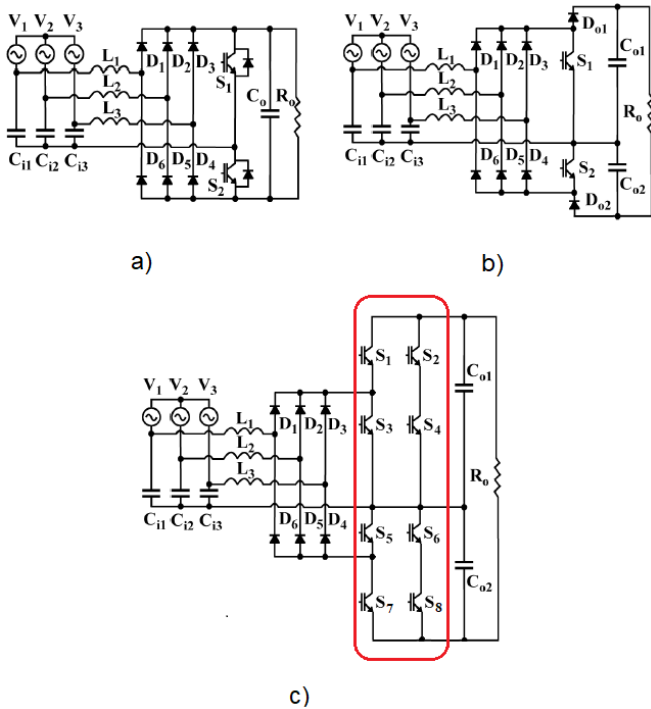 V1 V2 V3
L1
L2
L3
D1 D2 D3
S1
Co Ro
Ci1 Ci2 Ci3
D6 D5 D4
S2
a)
V1 V2 V3
L1
L2
L3
D1 D2 D3
Do1
S1
Co1
Ro
Ci1 Ci2 Ci3
D6 D5 D4
S2
Co2
Do2
b)
S1 S2
Co1
V1 V2 V3
L1
L2
L3
D1 D2 D3
S3 S4
Ro
Ci1 Ci2 Ci3
D6 D5 D4
S5 S6
Co2
S7 S8
c)